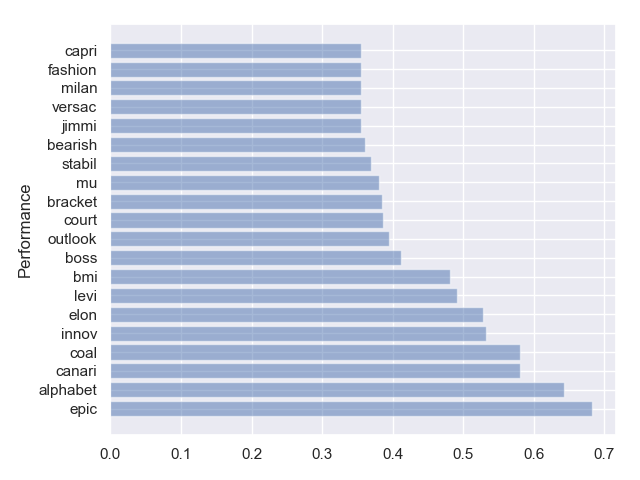 capri
fashion
milan
versac
jimmi
bearish
stabil
mu
bracket
court
outlook
boss
bmi
levi
elon
innov
coal
canari
alphabet
epic
Performance
0.0 0.1 0.2 0.3 0.4 0.5 0.6 0.7